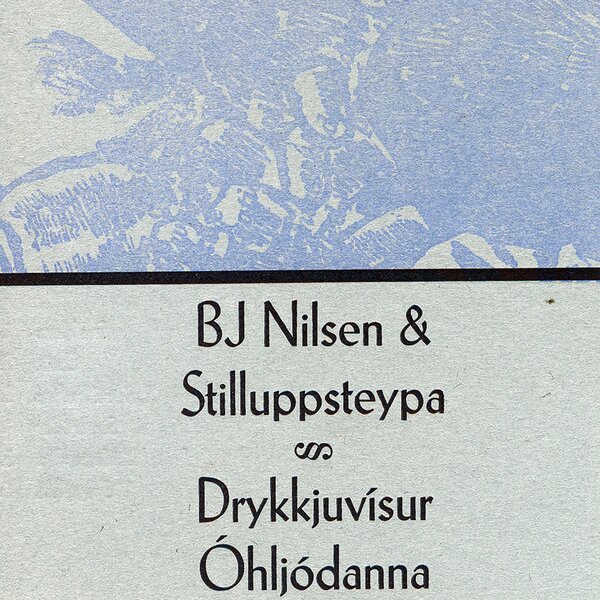 BJ Nilsen &
Stilluppsteypa
Drykkjuvísur
Óhljódanna